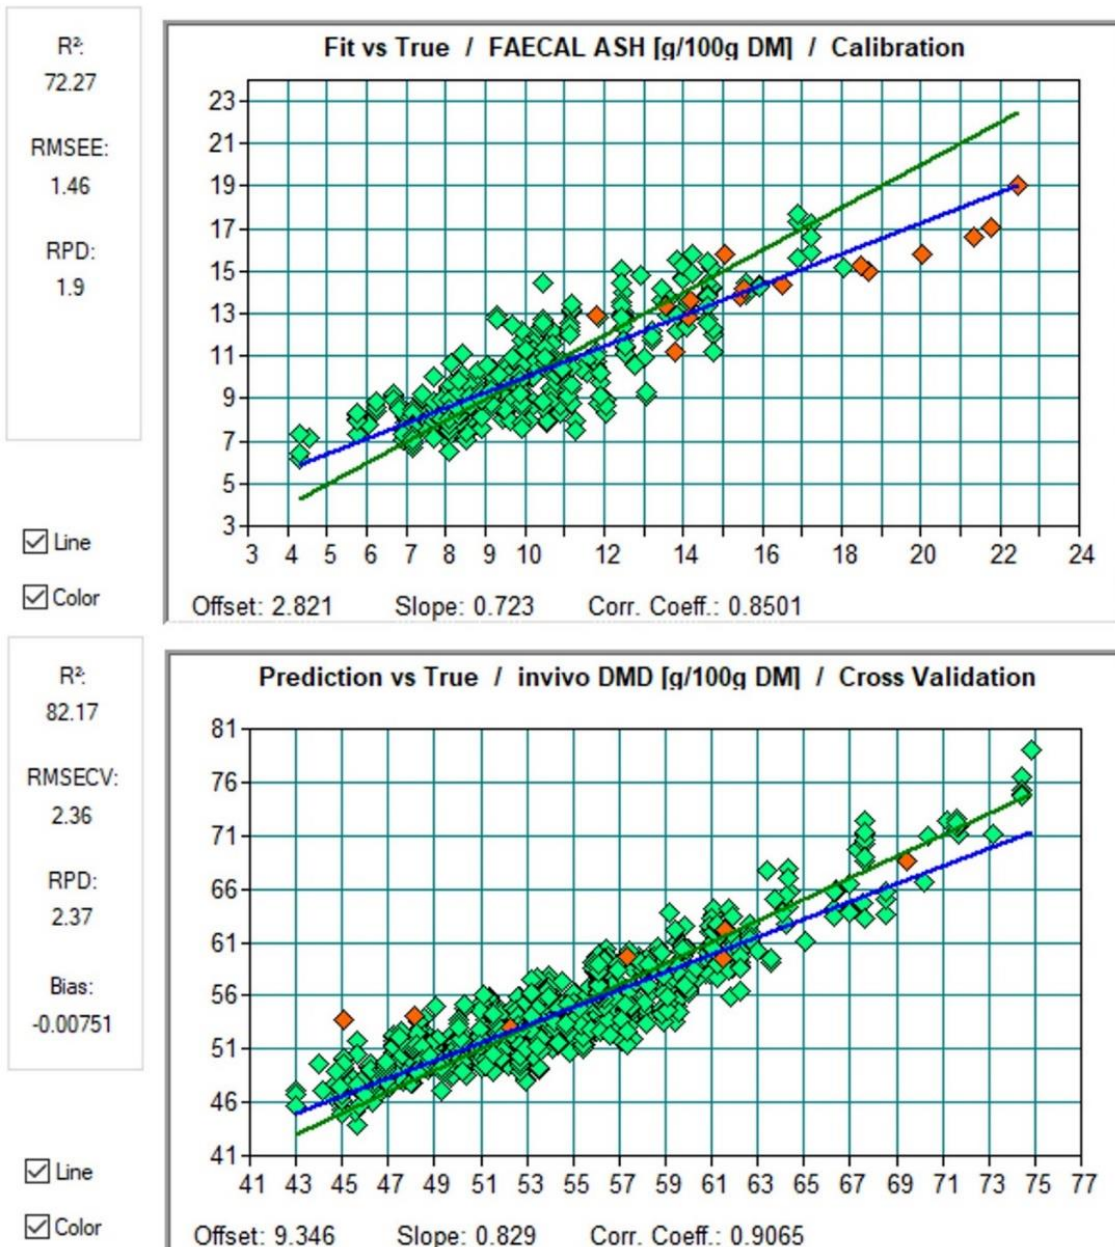 R²:
72.27
RMSEE:
1.46
RPD:
1.9
Line
Color
Fit vs True / FAECAL ASH [g/100g DM] / Calibration
23
21
19
17
15
13
11
9
7
5
3
3 4 5 6 7 8 9 10 12 14 16 18 20 22 24
Offset: 2.821 Slope: 0.723 Corr. Coeff.: 0.8501
R²:
82.17
RMSECV:
2.36
RPD:
2.37
Bias:
-0.00751
Line
Color
Prediction vs True / invivo DMD [g/100g DM] / Cross Validation
81
76
71
66
61
56
51
46
41
41 43 45 47 49 51 53 55 57 59 61 63 65 67 69 71 73 75 77
Offset: 9.346 Slope: 0.829 Corr. Coeff.: 0.9065